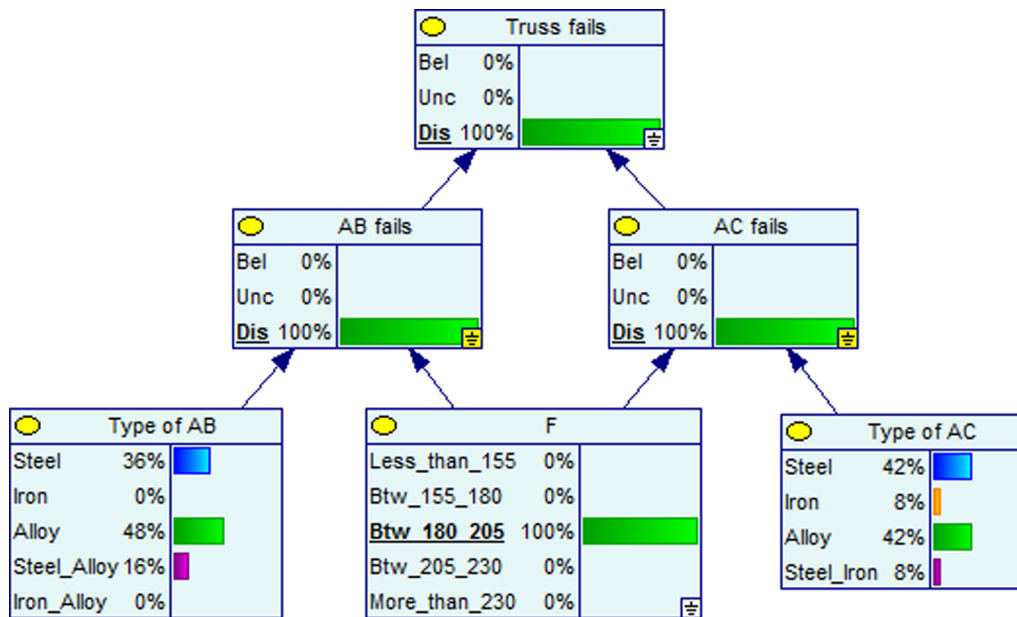 Truss fails
Bel 0%
Unc 0%
Dis 100%
AB fails
Bel 0%
Unc 0%
Dis 100%
AC fails
Bel 0%
Unc 0%
Dis 100%
Type of AB
Steel 36%
Iron 0%
Alloy 48%
Steel_Alloy 16%
Iron_Alloy 0%
F
Less_than_155 0%
Btw_155_180 0%
Btw_180_205 100%
Btw_205_230 0%
More_than_230 0%
Type of AC
Steel 42%
Iron 8%
Alloy 42%
Steel_Iron 8%